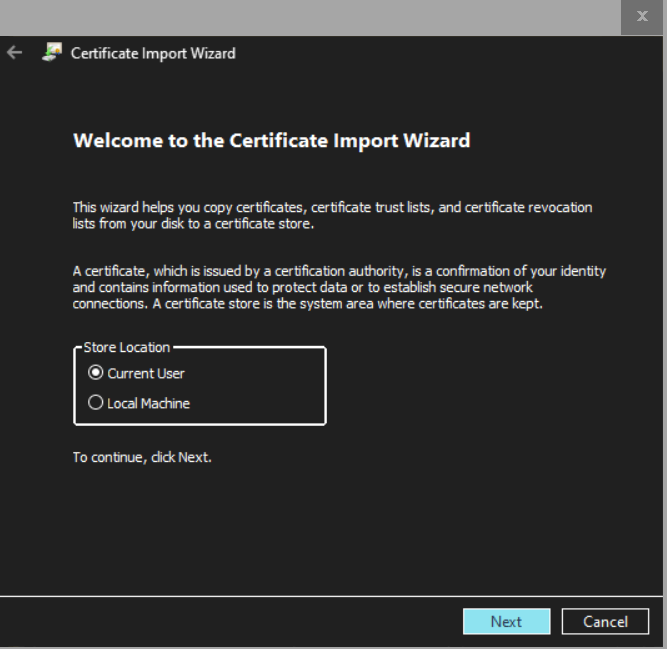 x
Certificate Import Wizard
Welcome to the Certificate Import Wizard
This wizard helps you copy certificates, certificate trust lists, and certificate revocation
lists from your disk to a certificate store.
A certificate, which is issued by a certification authority, is a confirmation of your identity
and contains information used to protect data or to establish secure network
connections. A certificate store is the system area where certificates are kept.
Store Location
Current User
Local Machine
To continue, click Next.
Next
Cancel